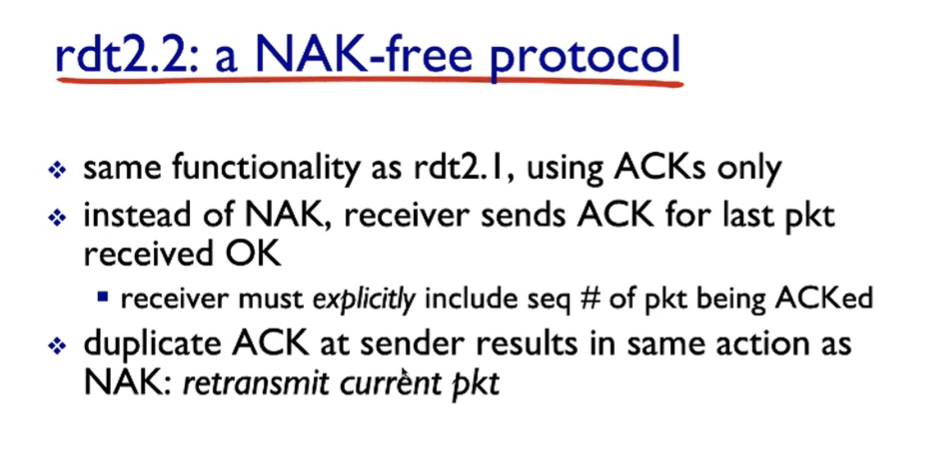 rdt2.2: a NAK-free protocol
❖ same functionality as rdt2.1, using ACKs only
❖ instead of NAK, receiver sends ACK for last pkt
received OK
▪ receiver must explicitly include seq # of pkt being ACKed
❖ duplicate ACK at sender results in same action as
NAK: retransmit current pkt